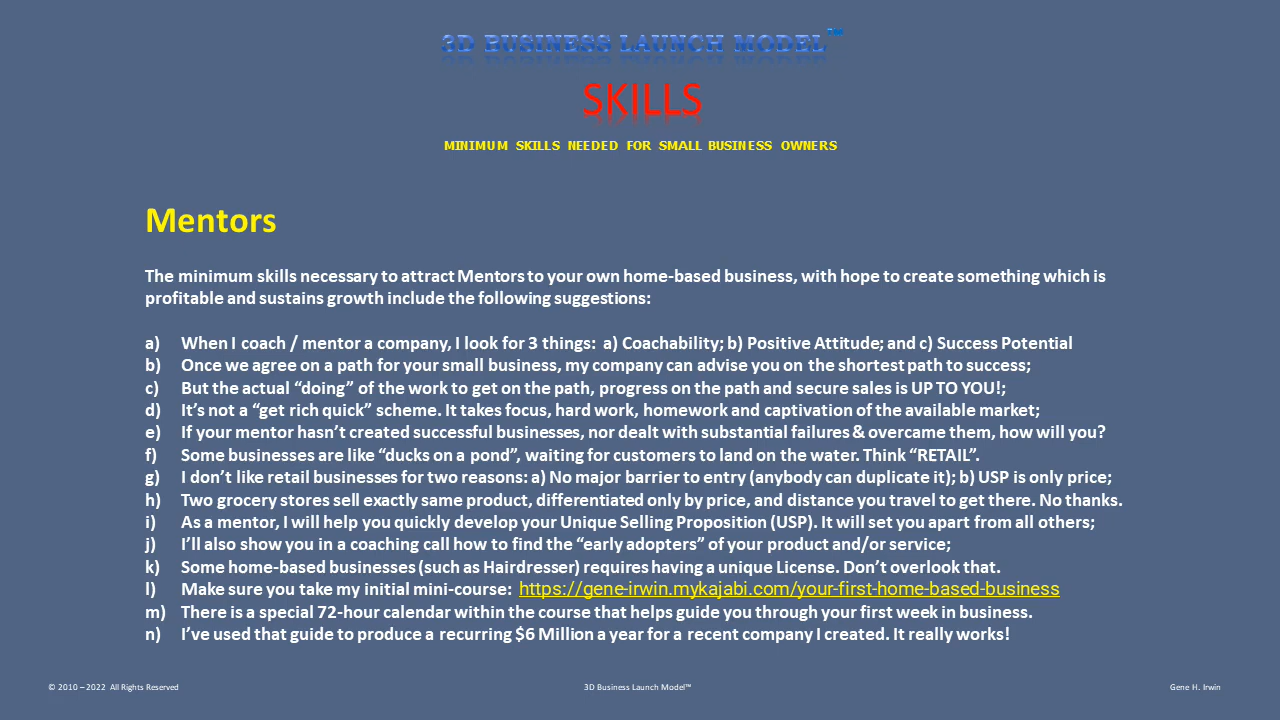 3D BUSINESS LAUNCH MODEL™
SKILLS
MINIMUM SKILLS NEEDED FOR SMALL BUSINESS OWNERS
Mentors
The minimum skills necessary to attract Mentors to your own home-based business, with hope to create something which is
profitable and sustains growth include the following suggestions:
a) When I coach / mentor a company, I look for 3 things: a) Coachability; b) Positive Attitude; and c) Success Potential
b) Once we agree on a path for your small business, my company can advise you on the shortest path to success;
c) But the actual “doing” of the work to get on the path, progress on the path and secure sales is UP TO YOU!;
d) It’s not a “get rich quick” scheme. It takes focus, hard work, homework and captivation of the available market;
e) If your mentor hasn’t created successful businesses, nor dealt with substantial failures & overcame them, how will you?
f) Some businesses are like “ducks on a pond”, waiting for customers to land on the water. Think “RETAIL”.
g) I don’t like retail businesses for two reasons: a) No major barrier to entry (anybody can duplicate it); b) USP is only price;
h) Two grocery stores sell exactly same product, differentiated only by price, and distance you travel to get there. No thanks.
i) As a mentor, I will help you quickly develop your Unique Selling Proposition (USP). It will set you apart from all others;
j) I’ll also show you in a coaching call how to find the “early adopters” of your product and/or service;
k) Some home-based businesses (such as Hairdresser) requires having a unique License. Don’t overlook that.
l) Make sure you take my initial mini-course: https://gene-irwin.mykajabi.com/your-first-home-based-business
m) There is a special 72-hour calendar within the course that helps guide you through your first week in business.
n) I’ve used that guide to produce a recurring $6 Million a year for a recent company I created. It really works!
© 2010 – 2022 All Rights Reserved
3D Business Launch Model™
Gene H. Irwin